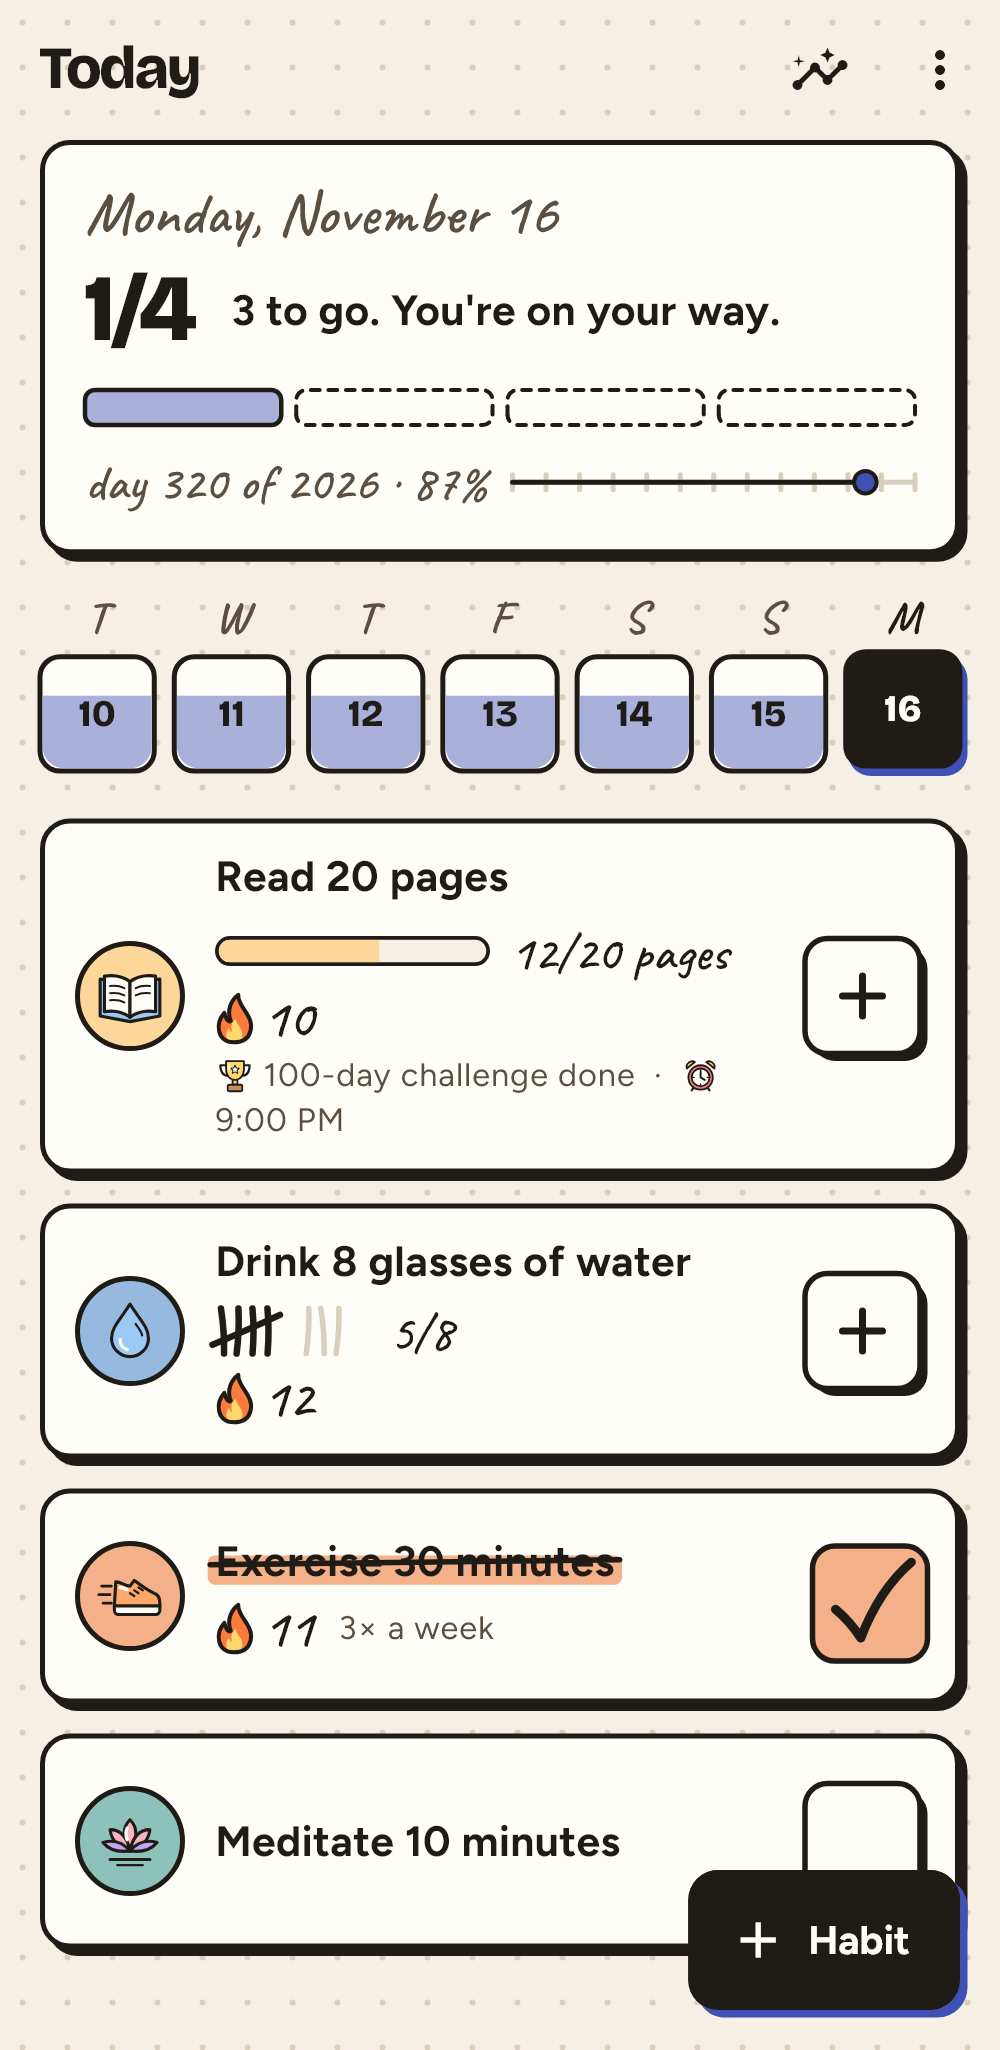 Today
Monday, November 16
1/4 3 to go. You're on your way.
day 320 of 2026 · 87%
T W T F S S M
10 11 12 13 14 15 16
Read 20 pages
12/20 pages
10
100-day challenge done ·
9:00 PM
Drink 8 glasses of water
5/8
12
Exercise 30 minutes
11 3× a week
Meditate 10 minutes
+ Habit